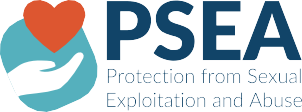 PSEA
Protection from Sexual
Exploitation and Abuse